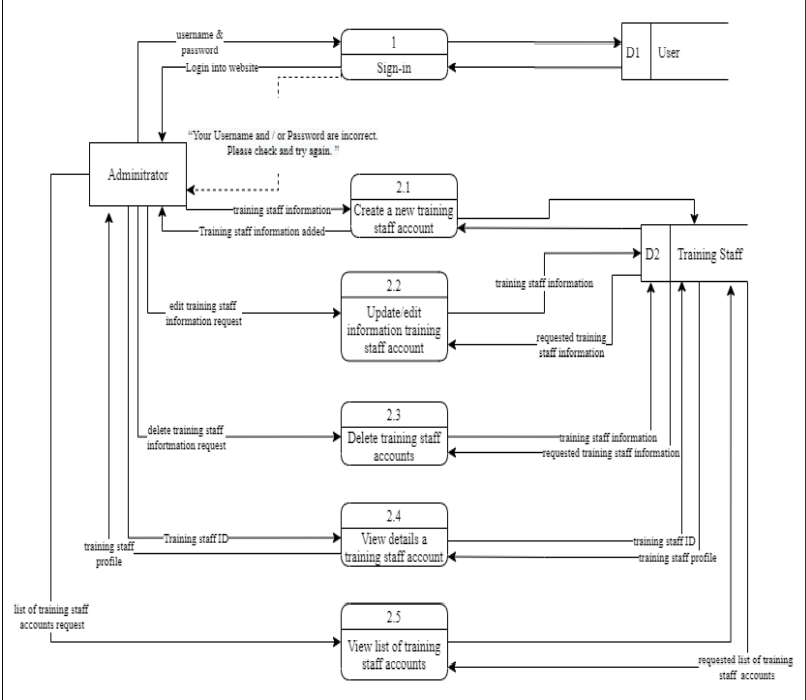 username &
password
1
Sign-in
Login into website
D1
User
“Your Username and / or Password are incorrect.
Please check and try again. ”
Adminitrator
2.1
Create a new training
staff account
training staff information
Training staff information added
D2
Training Staff
2.2
Update/edit
information training
staff account
training staff information
edit training staff
information request
requested training
staff information
2.3
Delete training staff
accounts
delete training staff
infortmation request
training staff information
requested training staff information
2.4
View details a
training staff account
Training staff ID
training staff
profile
training staff ID
training staff profile
2.5
View list of training
staff accounts
list of training staff
accounts request
requested list of training
staff accounts